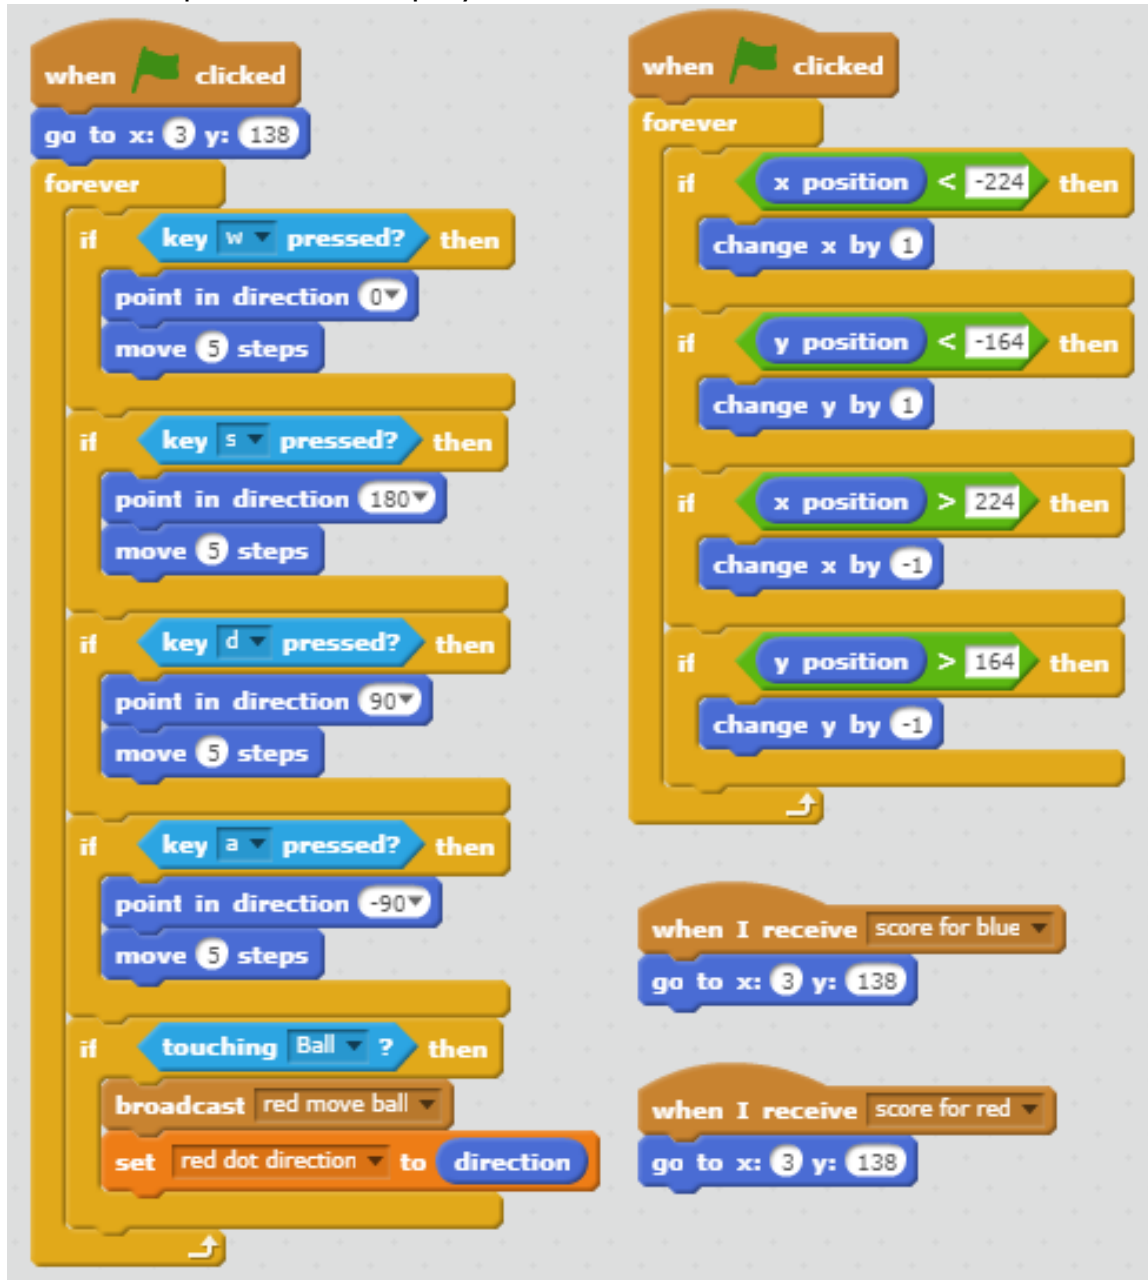 when clicked
go to x: 3 y: 138
forever
if key w pressed? then
point in direction 0
move 5 steps
if key s pressed? then
point in direction 180
move 5 steps
if key d pressed? then
point in direction 90
move 5 steps
if key a pressed? then
point in direction -90
move 5 steps
if touching Ball ? then
broadcast red move ball
set red dot direction to direction
when clicked
forever
if x position < -224 then
change x by 1
if y position < -164 then
change y by 1
if x position > 224 then
change x by -1
if y position > 164 then
change y by -1
when I receive score for blue
go to x: 3 y: 138
when I receive score for red
go to x: 3 y: 138